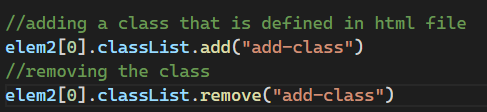 //adding a class that is defined in html file
elem2[0].classList.add("add-class")
//removing the class
elem2[0].classList.remove("add-class")